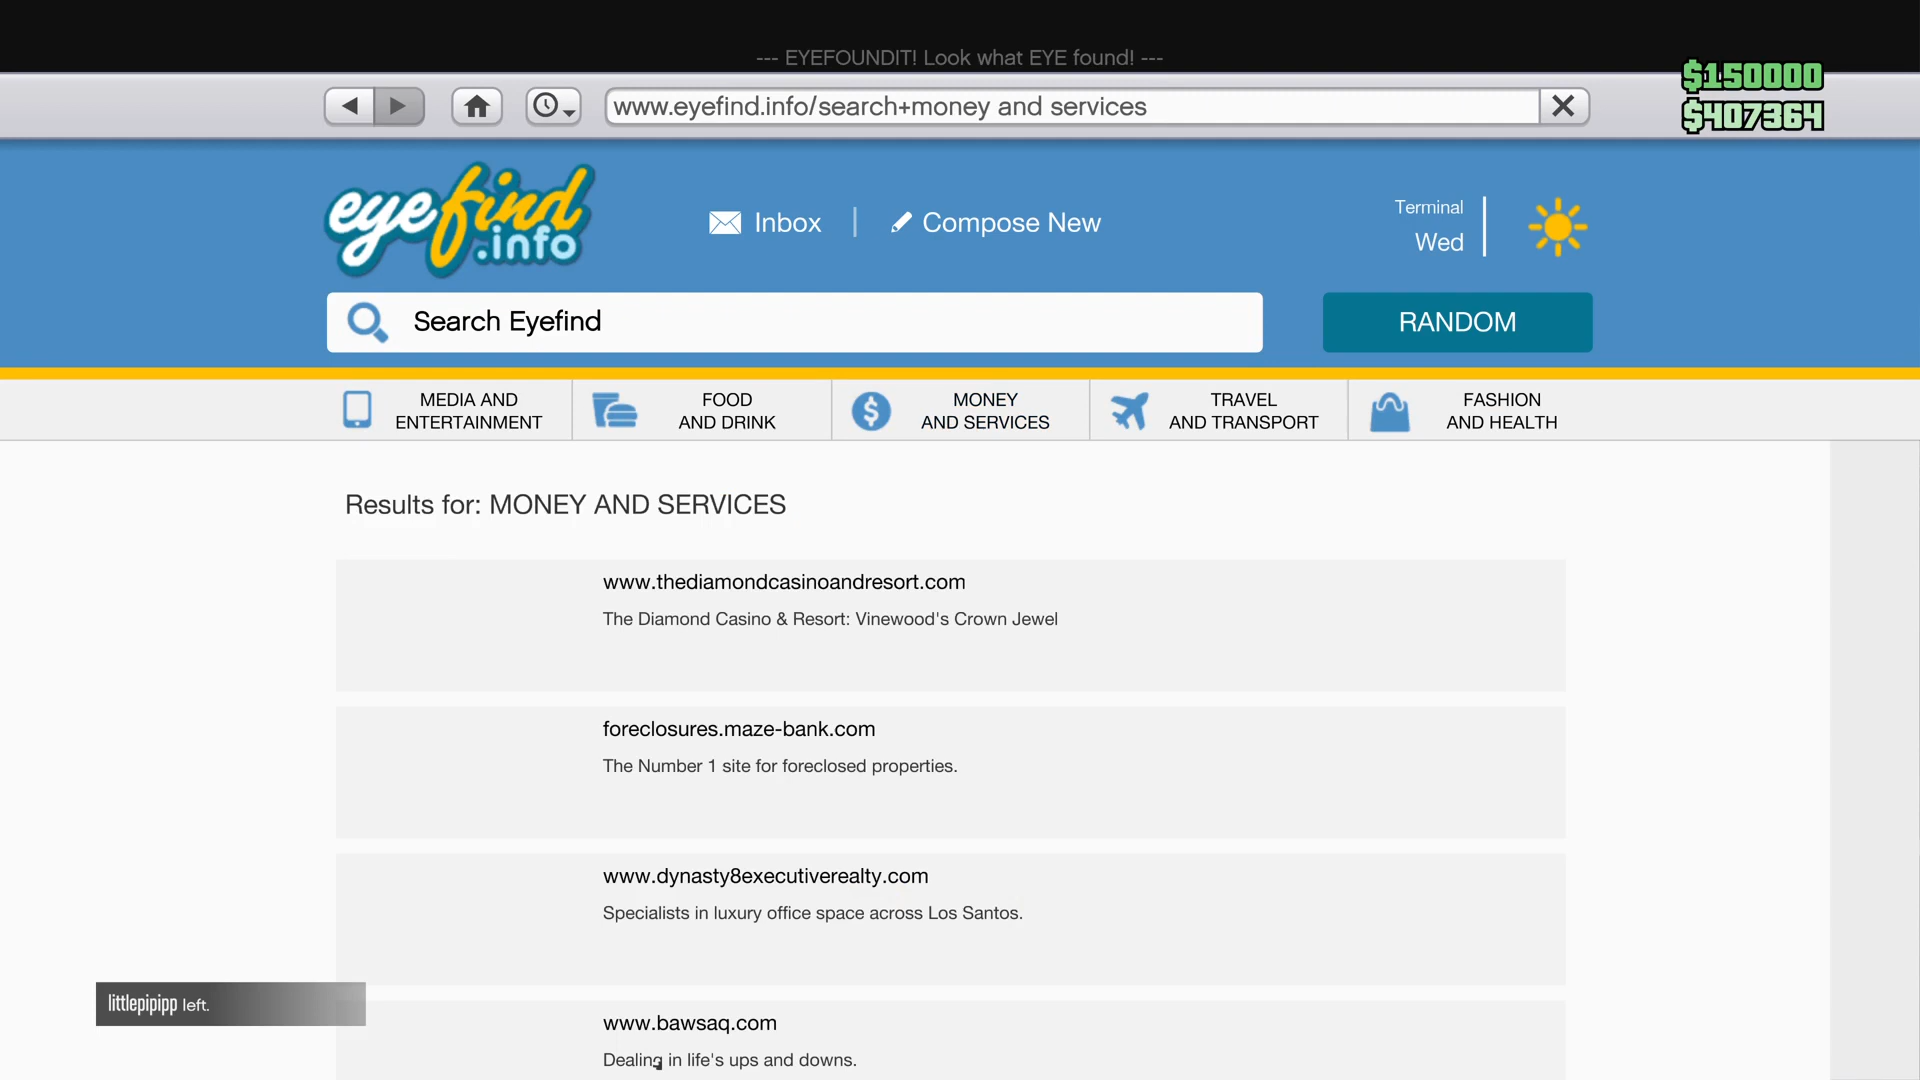 --- EYEFOUNDIT! Look what EYE found! ---
$150000
www.eyefind.info/search+money and services
$407364
eyefind
.info
Inbox
Compose New
Terminal
Wed
Search Eyefind
RANDOM
MEDIA AND
ENTERTAINMENT
FOOD
AND DRINK
MONEY
AND SERVICES
TRAVEL
AND TRANSPORT
FASHION
AND HEALTH
Results for: MONEY AND SERVICES
www.thediamondcasinoandresort.com
The Diamond Casino & Resort: Vinewood's Crown Jewel
foreclosures.maze-bank.com
The Number 1 site for foreclosed properties.
www.dynasty8executiverealty.com
Specialists in luxury office space across Los Santos.
littlepipipp left.
www.bawsaq.com
Dealing in life's ups and downs.